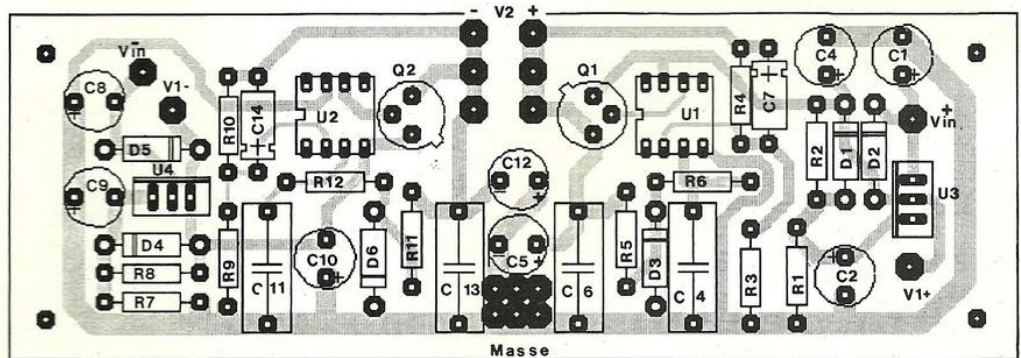 - V2 +
Vin-
V1-
C8
D5
U4
C9
D4
R8
R7
R10
C14
U2
Q2
R12
R9
C 11
C10
D6
R11
C 13
C12
C5
Q1
U1
R4
C7
C4
C1
Vin+
R2
D1
D2
U3
R6
R5
C 6
D3
C 4
R3
R1
C2
V1+
Masse